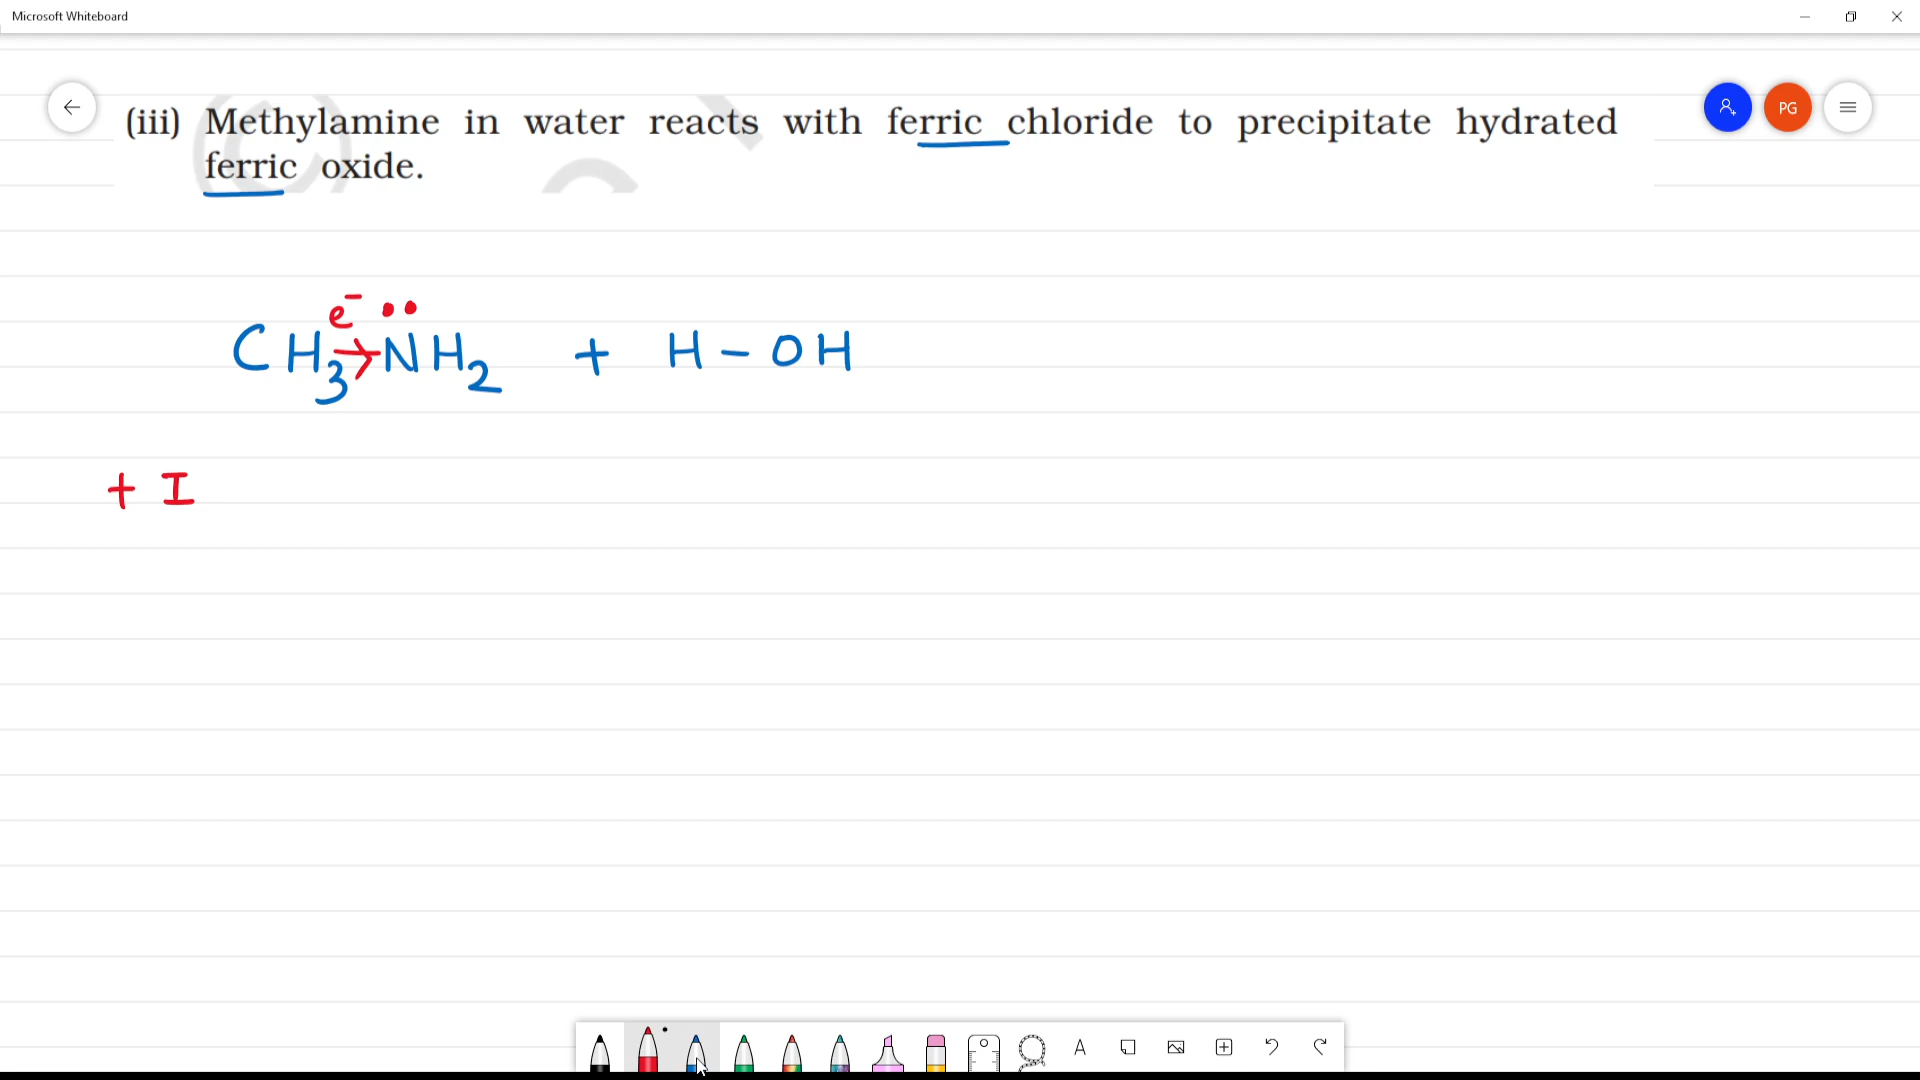 Microsoft Whiteboard
PG
(iii) Methylamine in water reacts with ferric chloride to precipitate hydrated
ferric oxide.
e⁻ ••
CH₃→NH₂ + H - OH
+ I
A